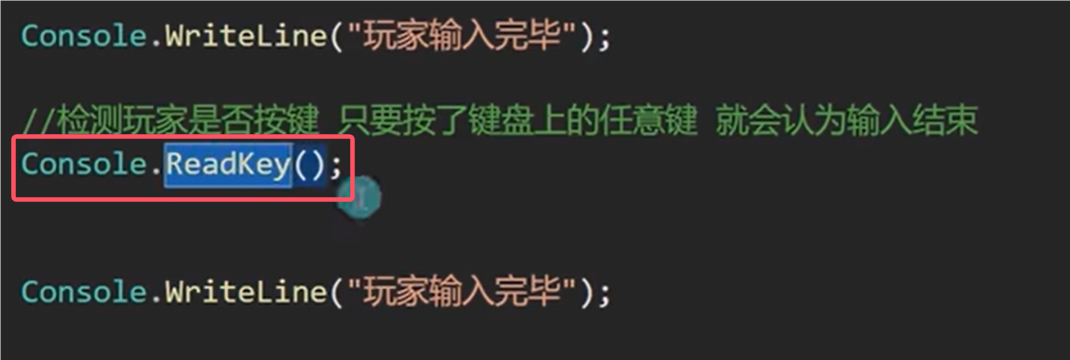 Console.WriteLine("玩家输入完毕");
//检测玩家是否按键 只要按了键盘上的任意键 就会认为输入结束
Console.ReadKey();
Console.WriteLine("玩家输入完毕");